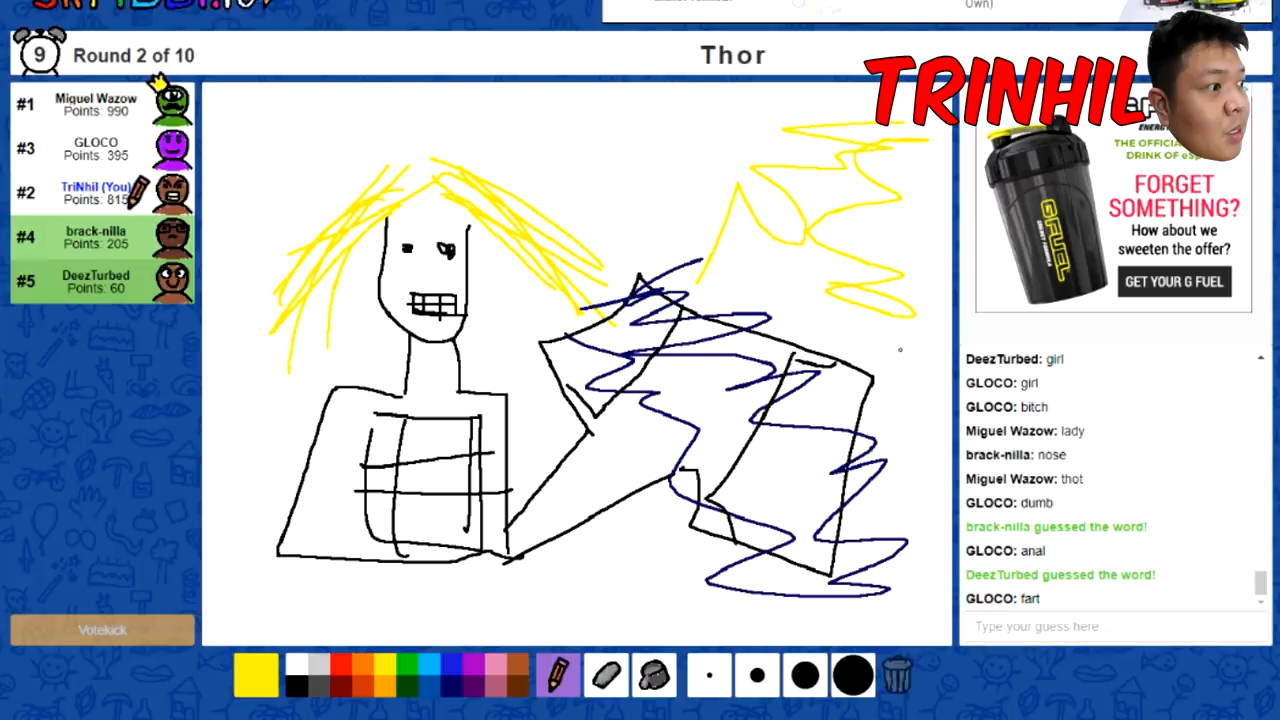 Own)
9
Round 2 of 10
Thor
TRINHIL
#1
Miguel Wazow
Points: 990
#3
GLOCO
Points: 395
#2
TriNhil (You)
Points: 815
#4
brack-nilla
Points: 205
#5
DeezTurbed
Points: 60
Votekick
THE OFFICIAL
DRINK OF
FORGET
SOMETHING?
How about we
sweeten the offer?
GET YOUR G FUEL
GFUEL
DeezTurbed: girl
GLOCO: girl
GLOCO: bitch
Miguel Wazow: lady
brack-nilla: nose
Miguel Wazow: thot
GLOCO: dumb
brack-nilla guessed the word!
GLOCO: anal
DeezTurbed guessed the word!
GLOCO: fart
Type your guess here